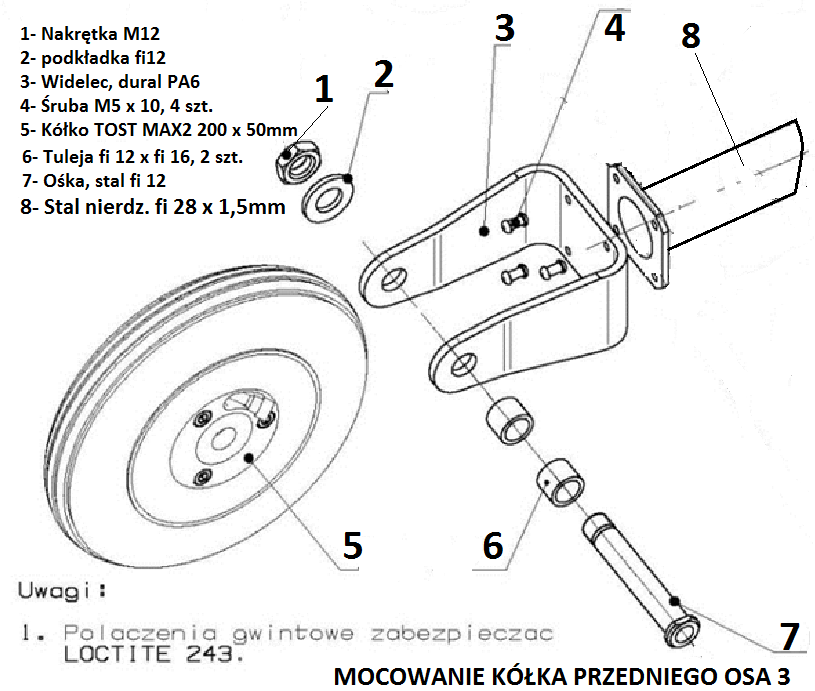 1- Nakrętka M12
2- podkładka fi12
3- Widelec, dural PA6
4- Śruba M5 x 10, 4 szt.
5- Kółko TOST MAX2 200 x 50mm
6- Tuleja fi 12 x fi 16, 2 szt.
7- Ośka, stal fi 12
8- Stal nierdz. fi 28 x 1,5mm
1
2
3
4
8
5
6
7
Uwagi:
1. Polaczenia gwintowe zabezpieczac
LOCTITE 243.
MOCOWANIE KÓŁKA PRZEDNIEGO OSA 3